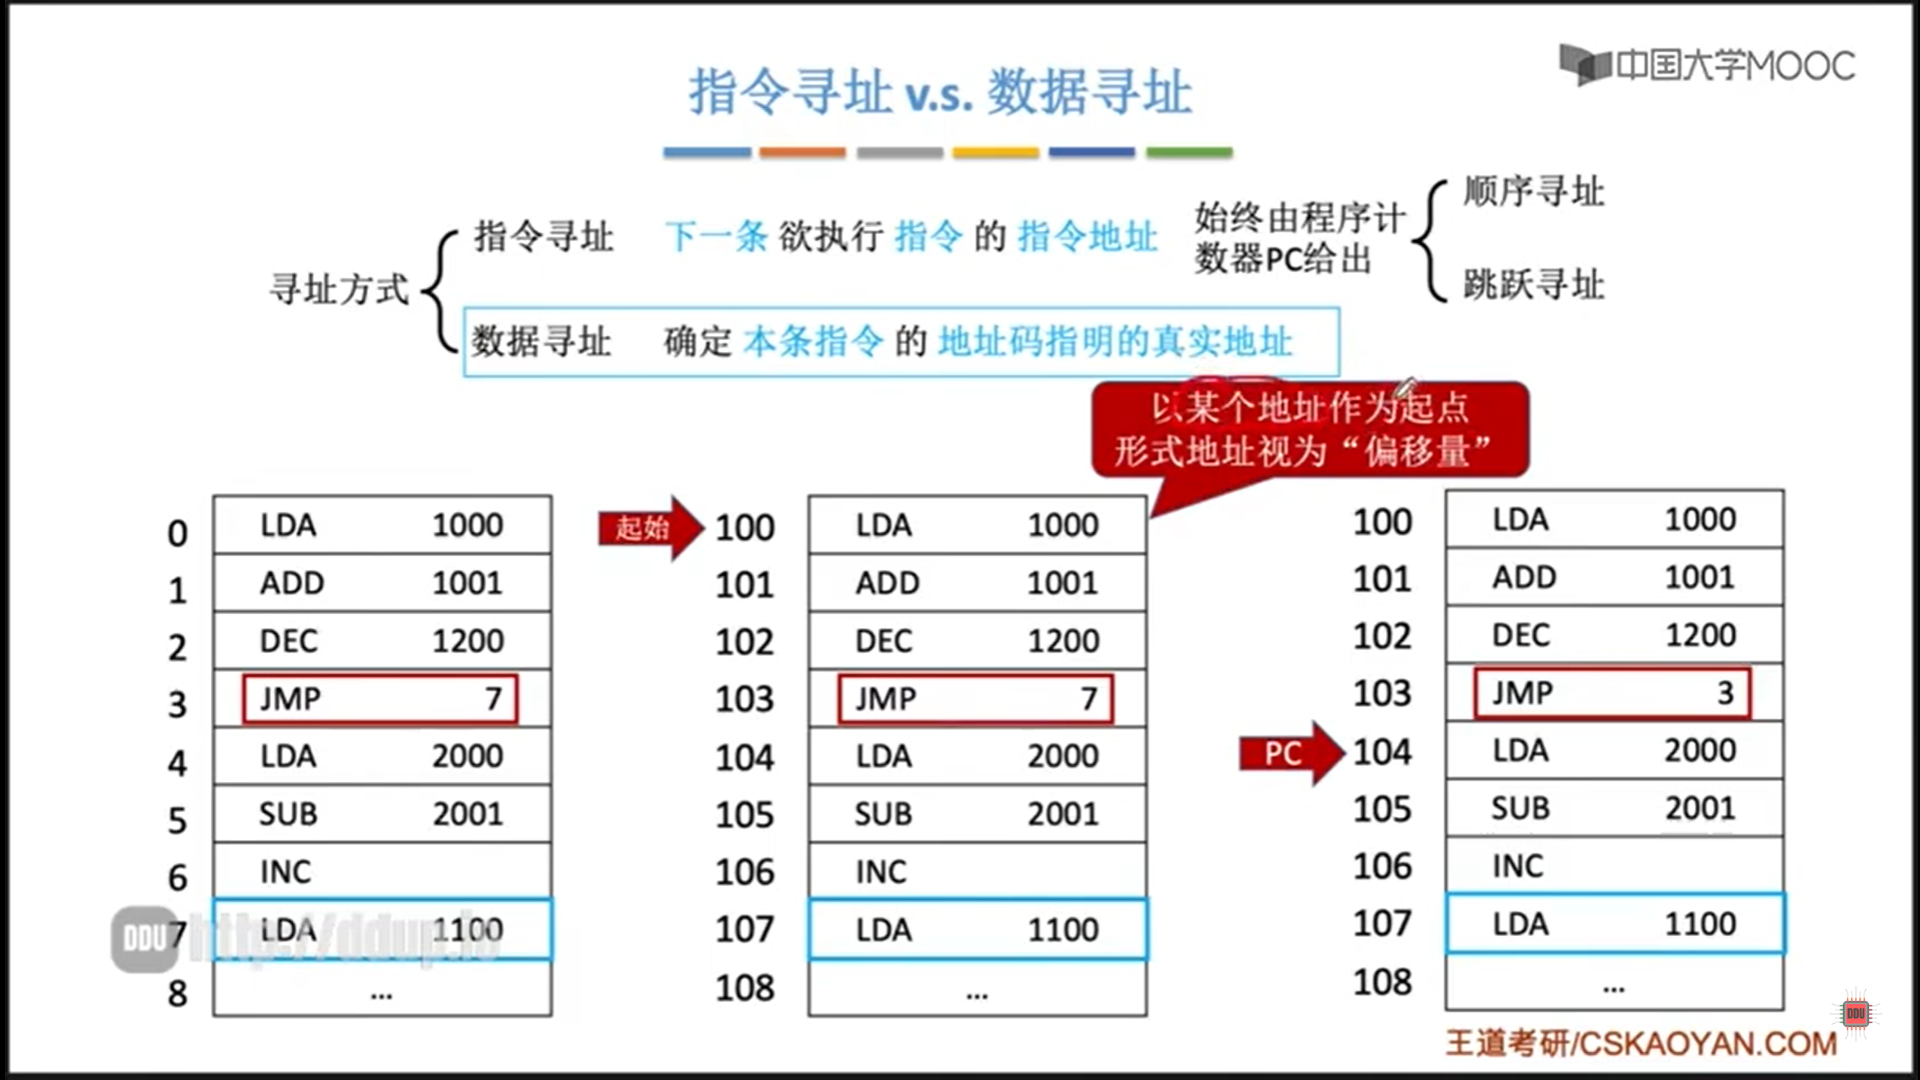 中国大学MOOC
指令寻址 v.s. 数据寻址
寻址方式
指令寻址 下一条 欲执行 指令 的 指令地址
始终由程序计
数器PC给出
顺序寻址
跳跃寻址
数据寻址 确定 本条指令 的 地址码指明的真实地址
以某个地址作为起点
形式地址视为“偏移量”
0 LDA 1000
1 ADD 1001
2 DEC 1200
3 JMP 7
4 LDA 2000
5 SUB 2001
6 INC
7 LDA 1100
8 ...
起始
100 LDA 1000
101 ADD 1001
102 DEC 1200
103 JMP 7
104 LDA 2000
105 SUB 2001
106 INC
107 LDA 1100
108 ...
PC
100 LDA 1000
101 ADD 1001
102 DEC 1200
103 JMP 3
104 LDA 2000
105 SUB 2001
106 INC
107 LDA 1100
108 ...
DDU http://ddup.io
DDU
王道考研/CSKAOYAN.COM